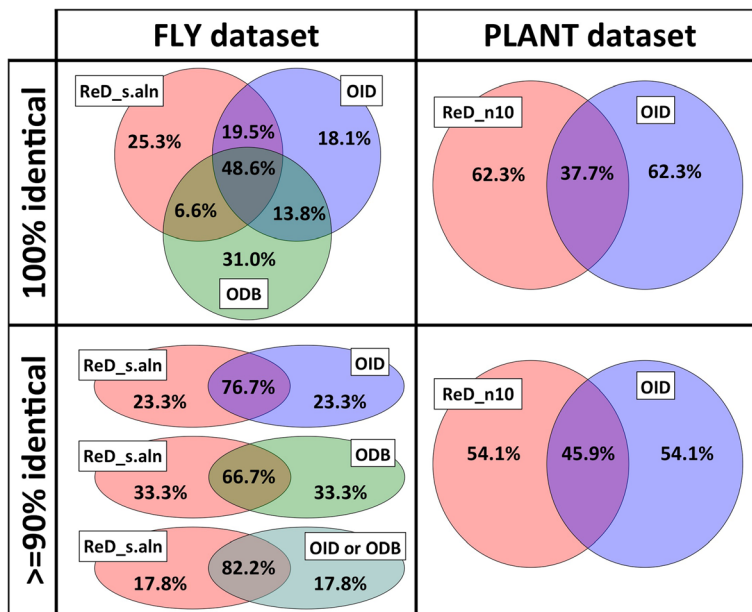 FLY dataset
PLANT dataset
100% identical
ReD_s.aln
OID
25.3%
19.5%
18.1%
48.6%
6.6%
13.8%
31.0%
ODB
ReD_n10
OID
62.3%
37.7%
62.3%
>=90% identical
ReD_s.aln
OID
23.3%
76.7%
23.3%
ReD_s.aln
ODB
33.3%
66.7%
33.3%
ReD_s.aln
OID or ODB
17.8%
82.2%
17.8%
ReD_n10
OID
54.1%
45.9%
54.1%